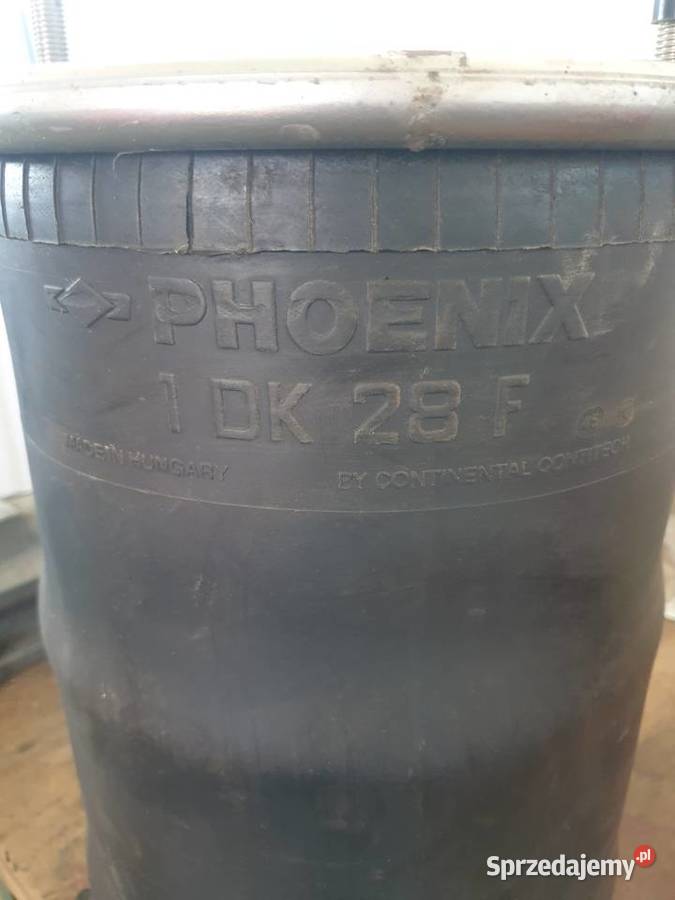 PHOENIX
1 DK 28 F
MADE IN HUNGARY
BY CONTINENTAL CONTITECH
Sprzedajemy.pl